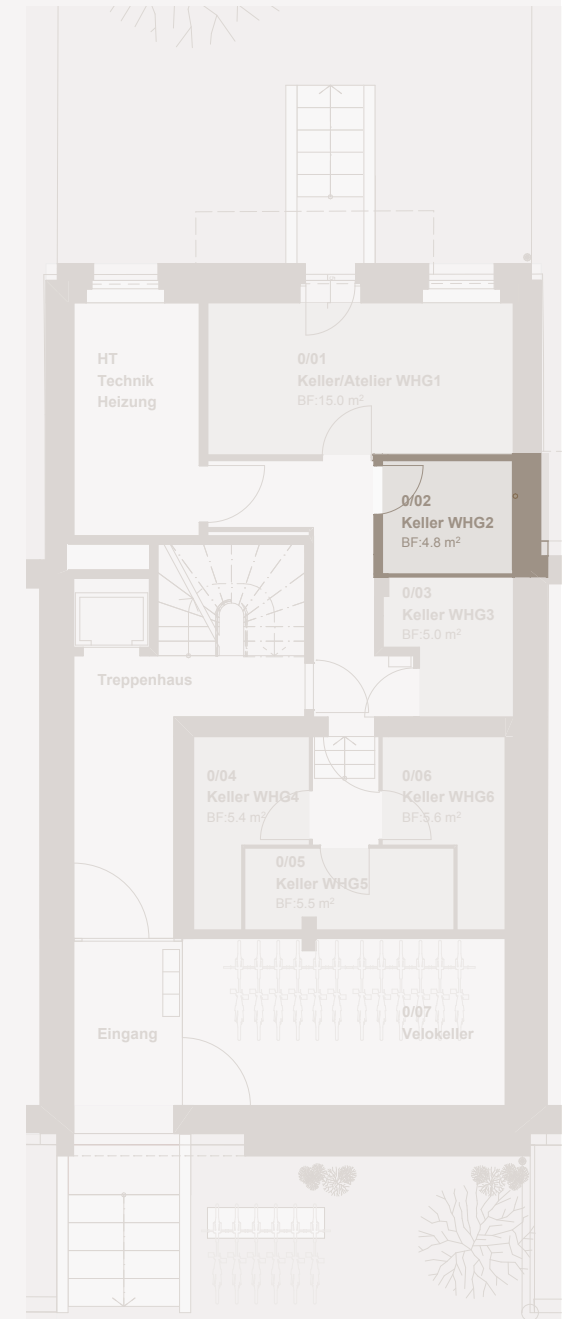 HT
Technik
Heizung
0/01
Keller/Atelier WHG1
BF:15.0 m²
0/02
Keller WHG2
BF:4.8 m²
0/03
Keller WHG3
BF:5.0 m²
Treppenhaus
0/04
Keller WHG4
BF:5.4 m²
0/06
Keller WHG6
BF:5.6 m²
0/05
Keller WHG5
BF:5.5 m²
Eingang
0/07
Velokeller